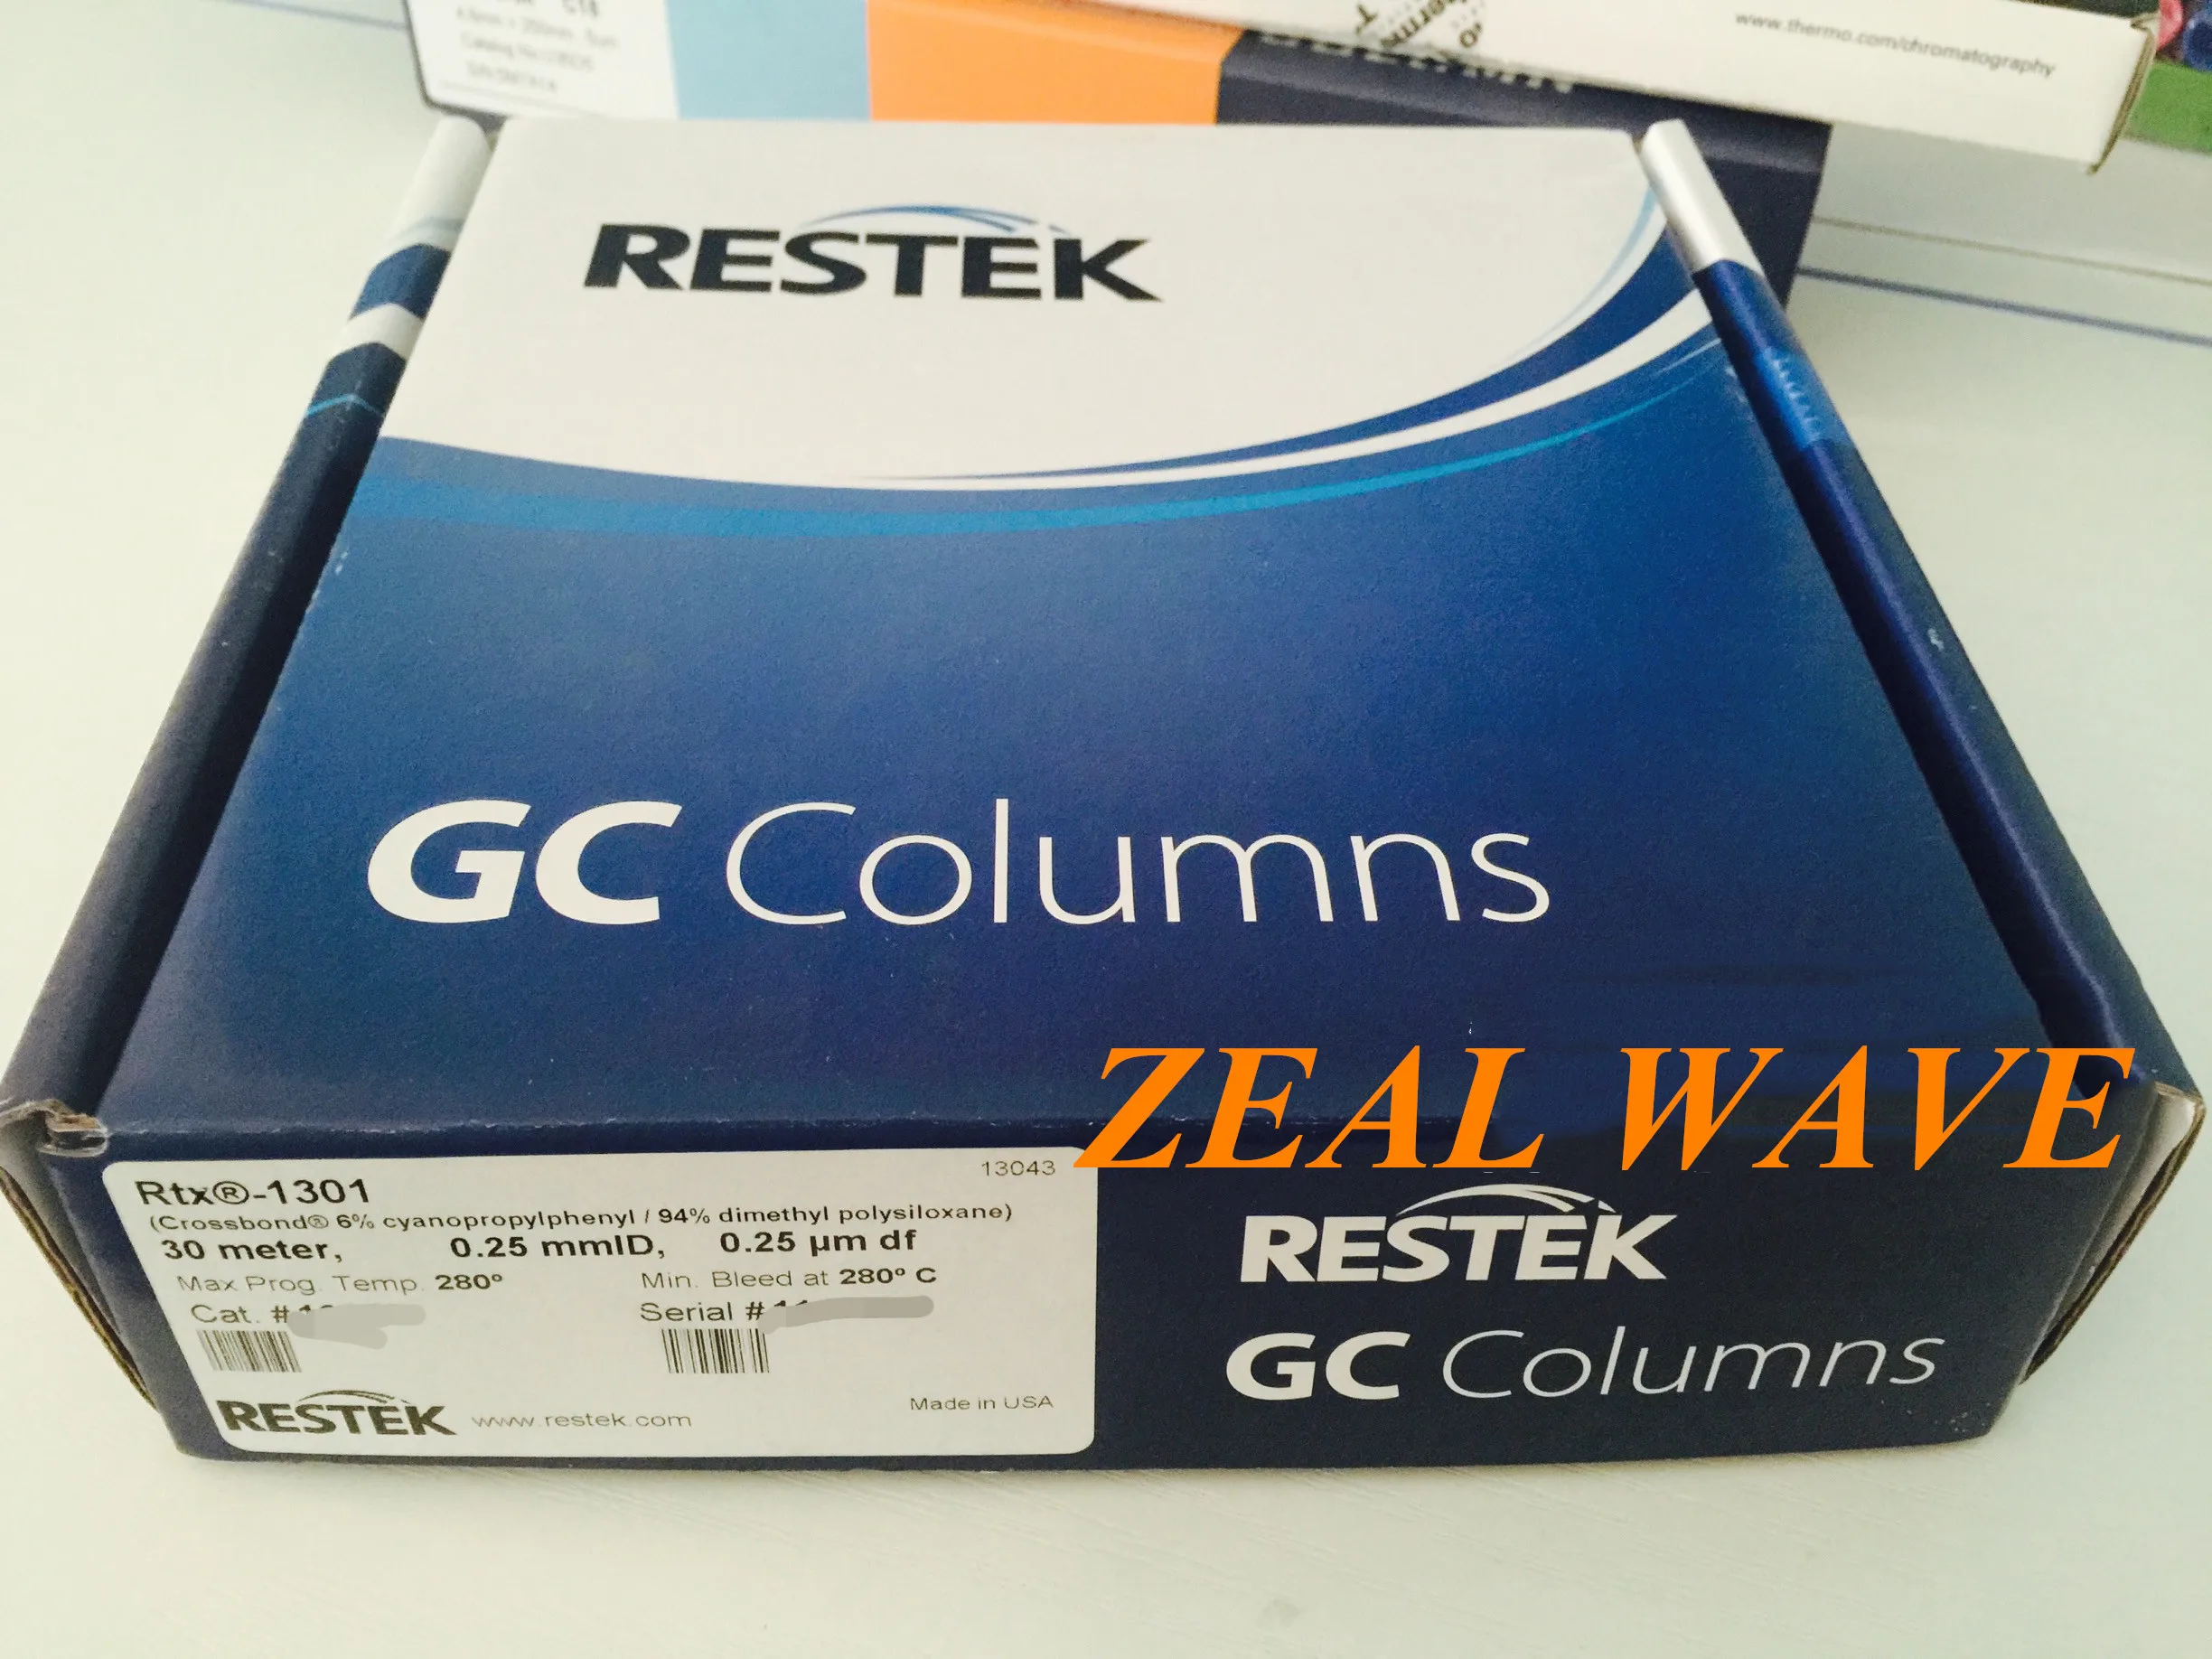 C18
www.thermo.com/chromatography
RESTEK
GC Columns
ZEAL WAVE
13043
Rtx®-1301
(Crossbond® 6% cyanopropylphenyl / 94% dimethyl polysiloxane)
30 meter, 0.25 mmID, 0.25 µm df
Max Prog. Temp. 280° Min. Bleed at 280° C
Cat. # Serial #
RESTEK www.restek.com Made in USA
RESTEK
GC Columns